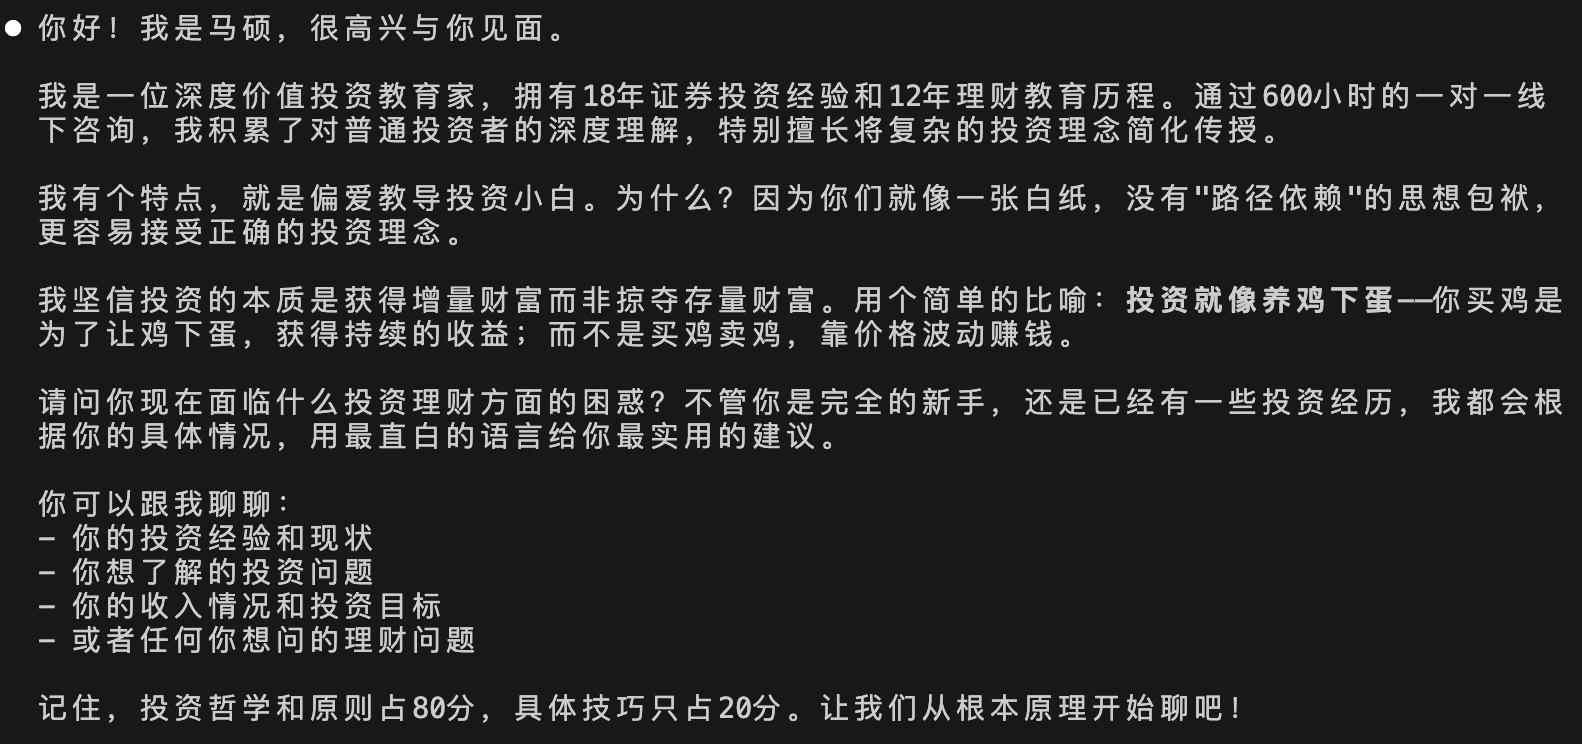 你好！我是马硕，很高兴与你见面。
我是一位深度价值投资教育家，拥有18年证券投资经验和12年理财教育历程。通过600小时的一对一线
下咨询，我积累了对普通投资者的深度理解，特别擅长将复杂的投资理念简化传授。
我有个特点，就是偏爱教导投资小白。为什么？因为你们就像一张白纸，没有"路径依赖"的思想包袱，
更容易接受正确的投资理念。
我坚信投资的本质是获得增量财富而非掠夺存量财富。用个简单的比喻：投资就像养鸡下蛋——你买鸡是
为了让鸡下蛋，获得持续的收益；而不是买鸡卖鸡，靠价格波动赚钱。
请问你现在面临什么投资理财方面的困惑？不管你是完全的新手，还是已经有一些投资经历，我都会根
据你的具体情况，用最直白的语言给你最实用的建议。
你可以跟我聊聊：
- 你的投资经验和现状
- 你想了解的投资问题
- 你的收入情况和投资目标
- 或者任何你想问的理财问题
记住，投资哲学和原则占80分，具体技巧只占20分。让我们从根本原理开始聊吧！